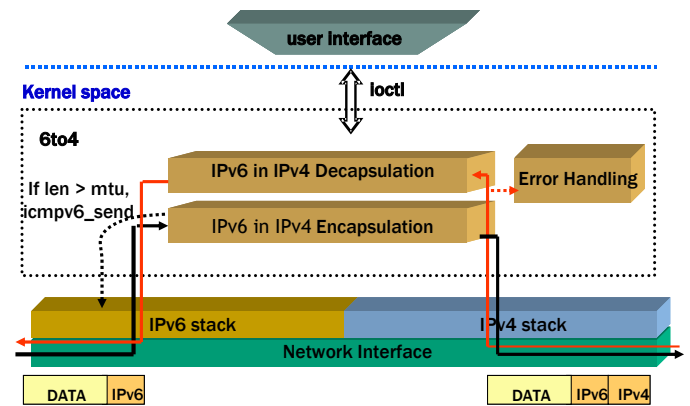 user interface
Kernel space
ioctl
6to4
IPv6 in IPv4 Decapsulation
Error Handling
If len > mtu,
icmpv6_send
IPv6 in IPv4 Encapsulation
IPv6 stack
IPv4 stack
Network Interface
DATA IPv6
DATA IPv6 IPv4